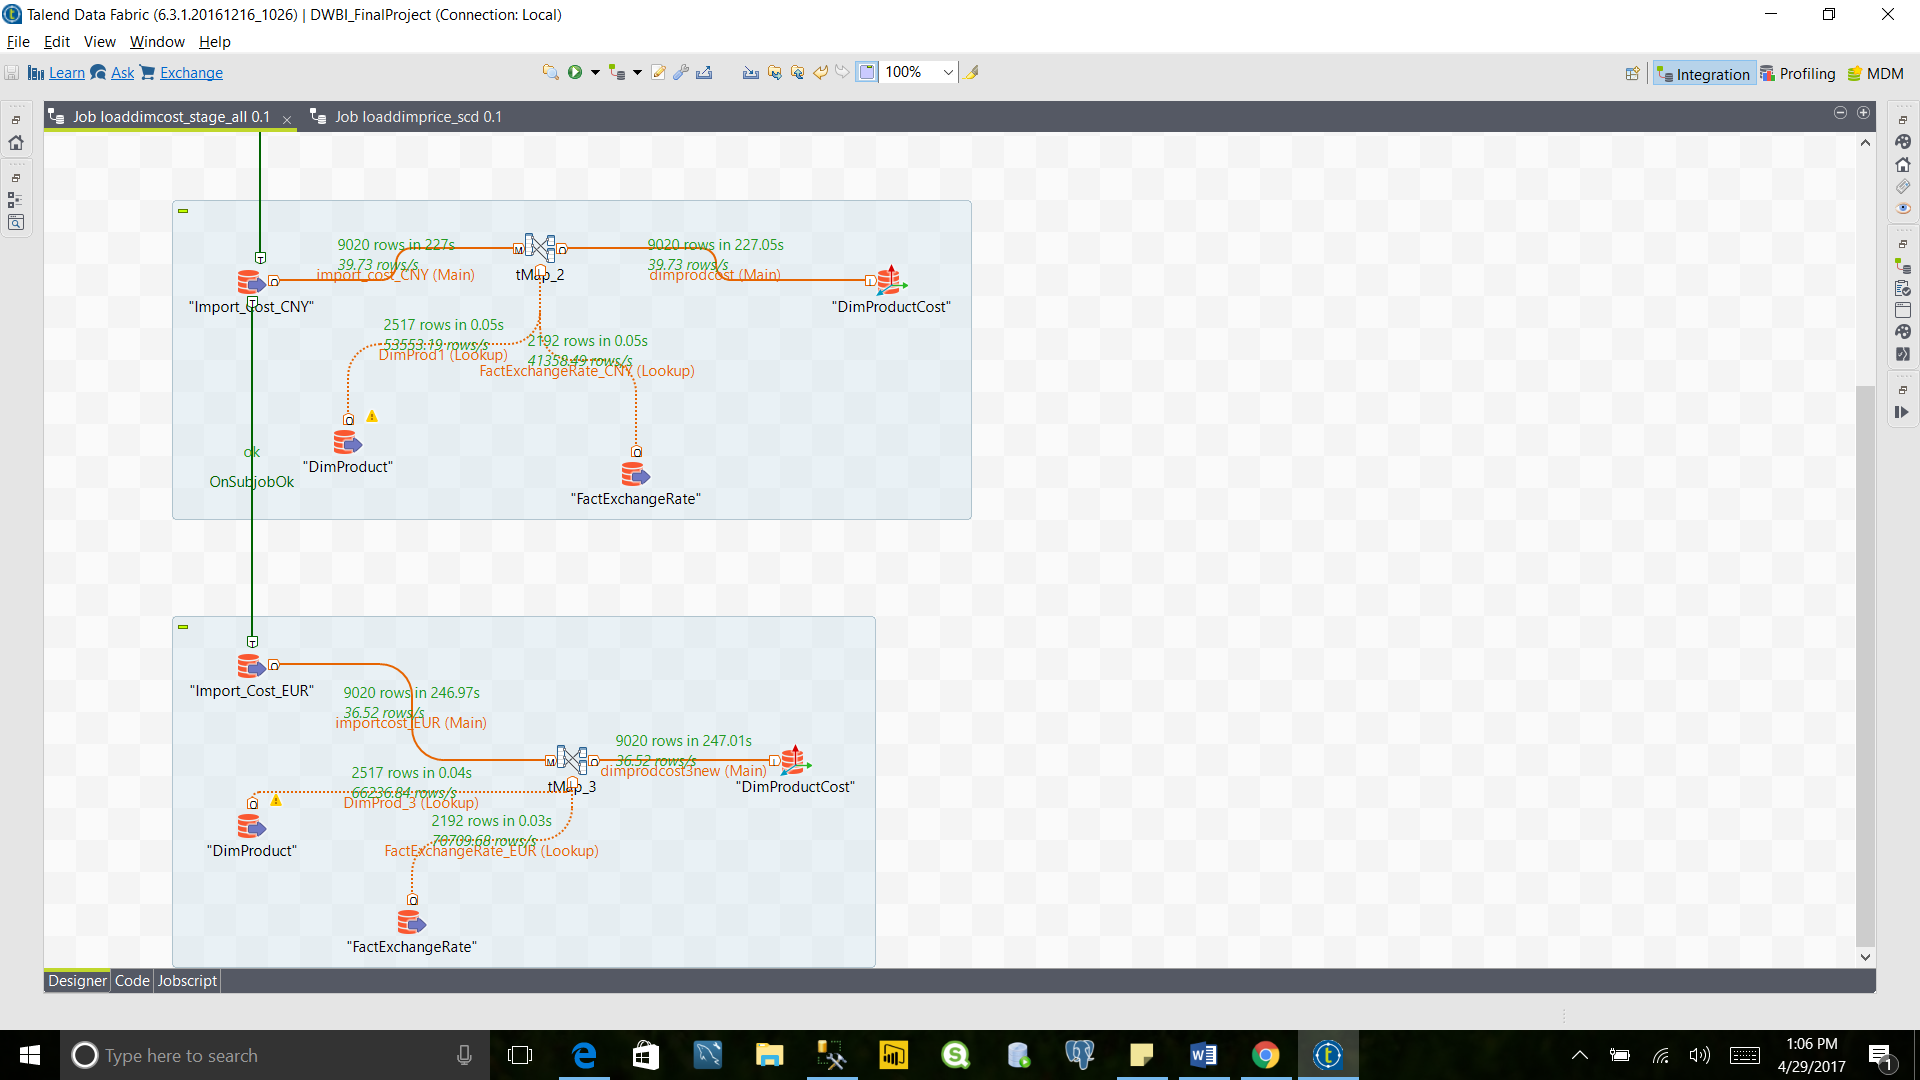 Talend Data Fabric (6.3.1.20161216_1026) | DWBI_FinalProject (Connection: Local)
File Edit View Window Help
Learn Ask Exchange 100% Integration Profiling MDM
Job loaddimcost_stage_all 0.1 Job loaddimprice_scd 0.1
9020 rows in 227s
39.73 rows/s
import_cost_CNY (Main)
tMap_2
9020 rows in 227.05s
39.73 rows/s
dimprodcost (Main)
"Import_Cost_CNY"
"DimProductCost"
2517 rows in 0.05s
53553.19 rows/s
DimProd1 (Lookup)
2192 rows in 0.05s
41358.49 rows/s
FactExchangeRate_CNY (Lookup)
"DimProduct"
"FactExchangeRate"
ok
OnSubjobOk
"Import_Cost_EUR"
9020 rows in 246.97s
36.52 rows/s
importcost_EUR (Main)
tMap_3
9020 rows in 247.01s
36.52 rows/s
dimprodcost3new (Main)
"DimProductCost"
2517 rows in 0.04s
66236.84 rows/s
DimProd_3 (Lookup)
2192 rows in 0.03s
70709.68 rows/s
FactExchangeRate_EUR (Lookup)
"DimProduct"
"FactExchangeRate"
Designer Code Jobscript
Type here to search
1:06 PM
4/29/2017
1